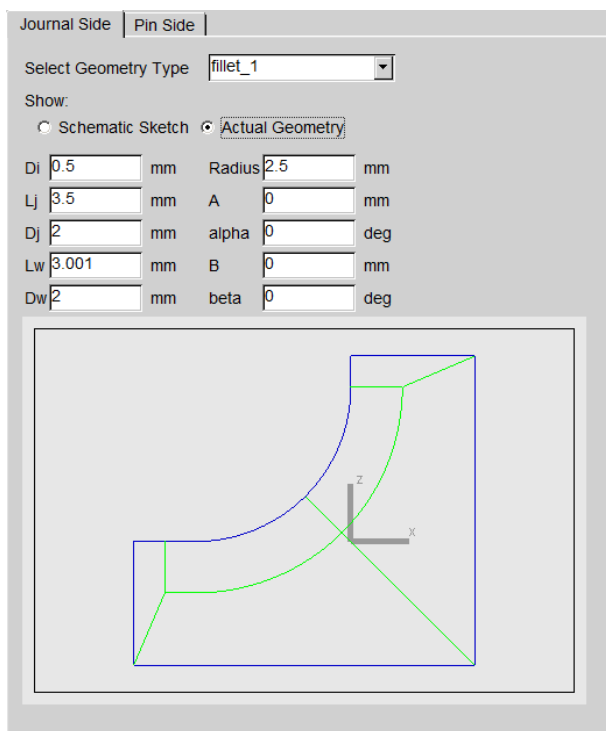 Journal Side Pin Side
Select Geometry Type fillet_1
Show:
Schematic Sketch Actual Geometry
Di 0.5 mm Radius 2.5 mm
Lj 3.5 mm A 0 mm
Dj 2 mm alpha 0 deg
Lw 3.001 mm B 0 mm
Dw 2 mm beta 0 deg
z
x